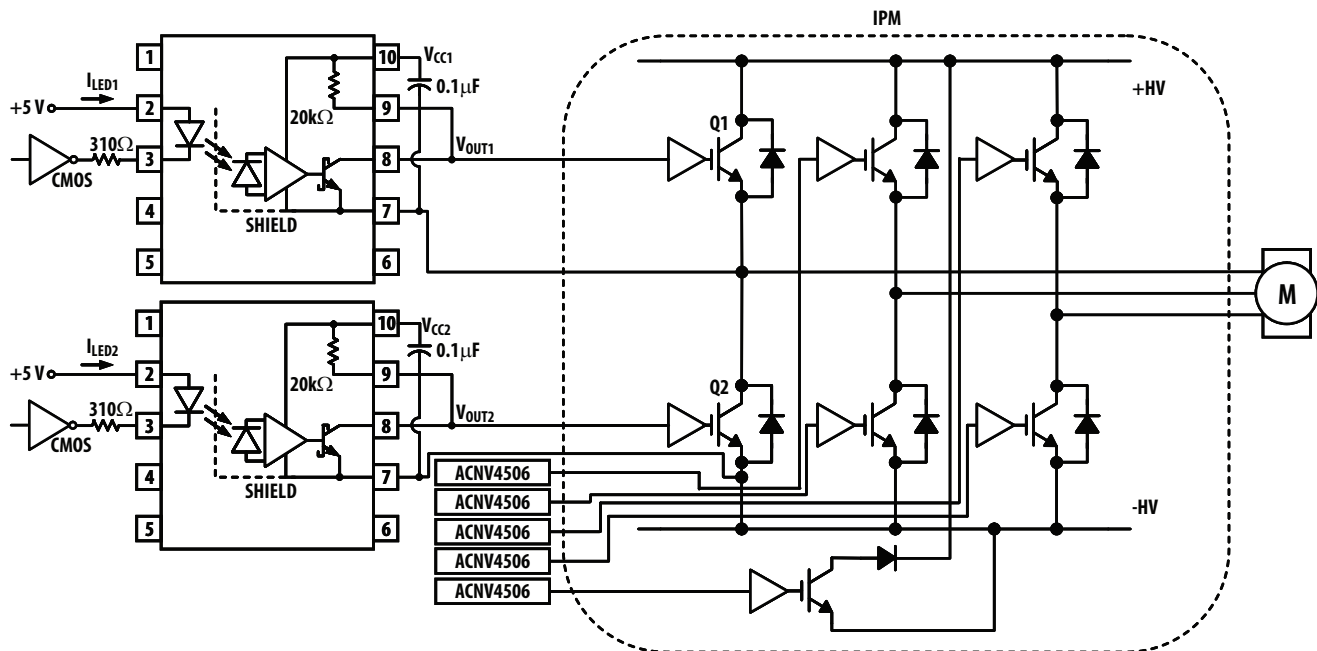 IPM
1
10
VCC1
0.1μF
ILED1
+5 V
2
20kΩ
9
310Ω
3
CMOS
8
VOUT1
4
7
SHIELD
5
6
Q1
+HV
M
1
10
VCC2
0.1μF
ILED2
+5 V
2
20kΩ
9
310Ω
3
CMOS
8
VOUT2
4
7
SHIELD
5
6
Q2
ACNV4506
ACNV4506
ACNV4506
ACNV4506
ACNV4506
-HV